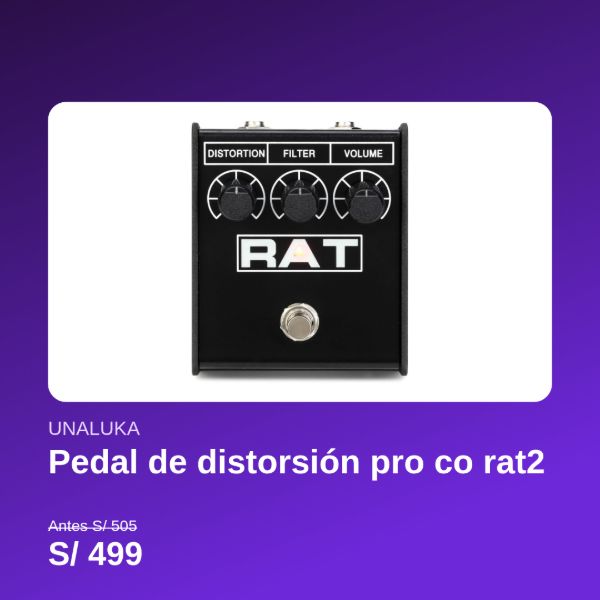 DISTORTION FILTER VOLUME
RAT
UNALUKA
Pedal de distorsión pro co rat2
Antes S/ 505
S/ 499